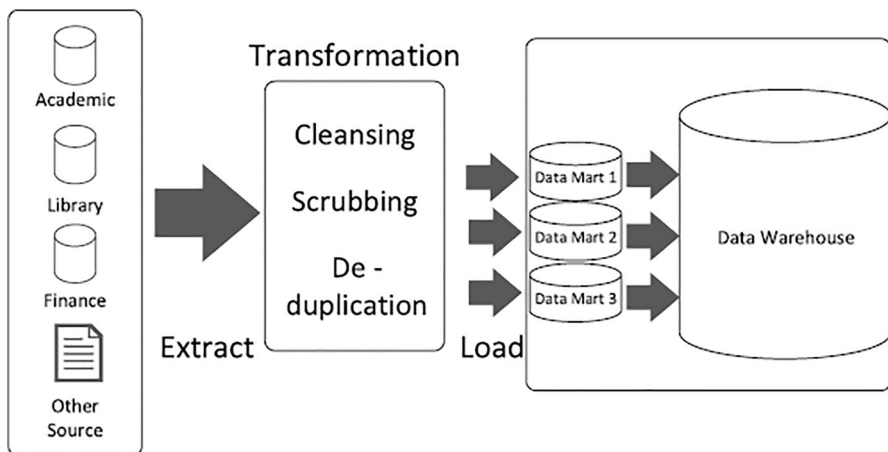 Academic
Library
Finance
Other
Source
Extract
Transformation
Cleansing
Scrubbing
De -
duplication
Load
Data Mart 1
Data Mart 2
Data Mart 3
Data Warehouse